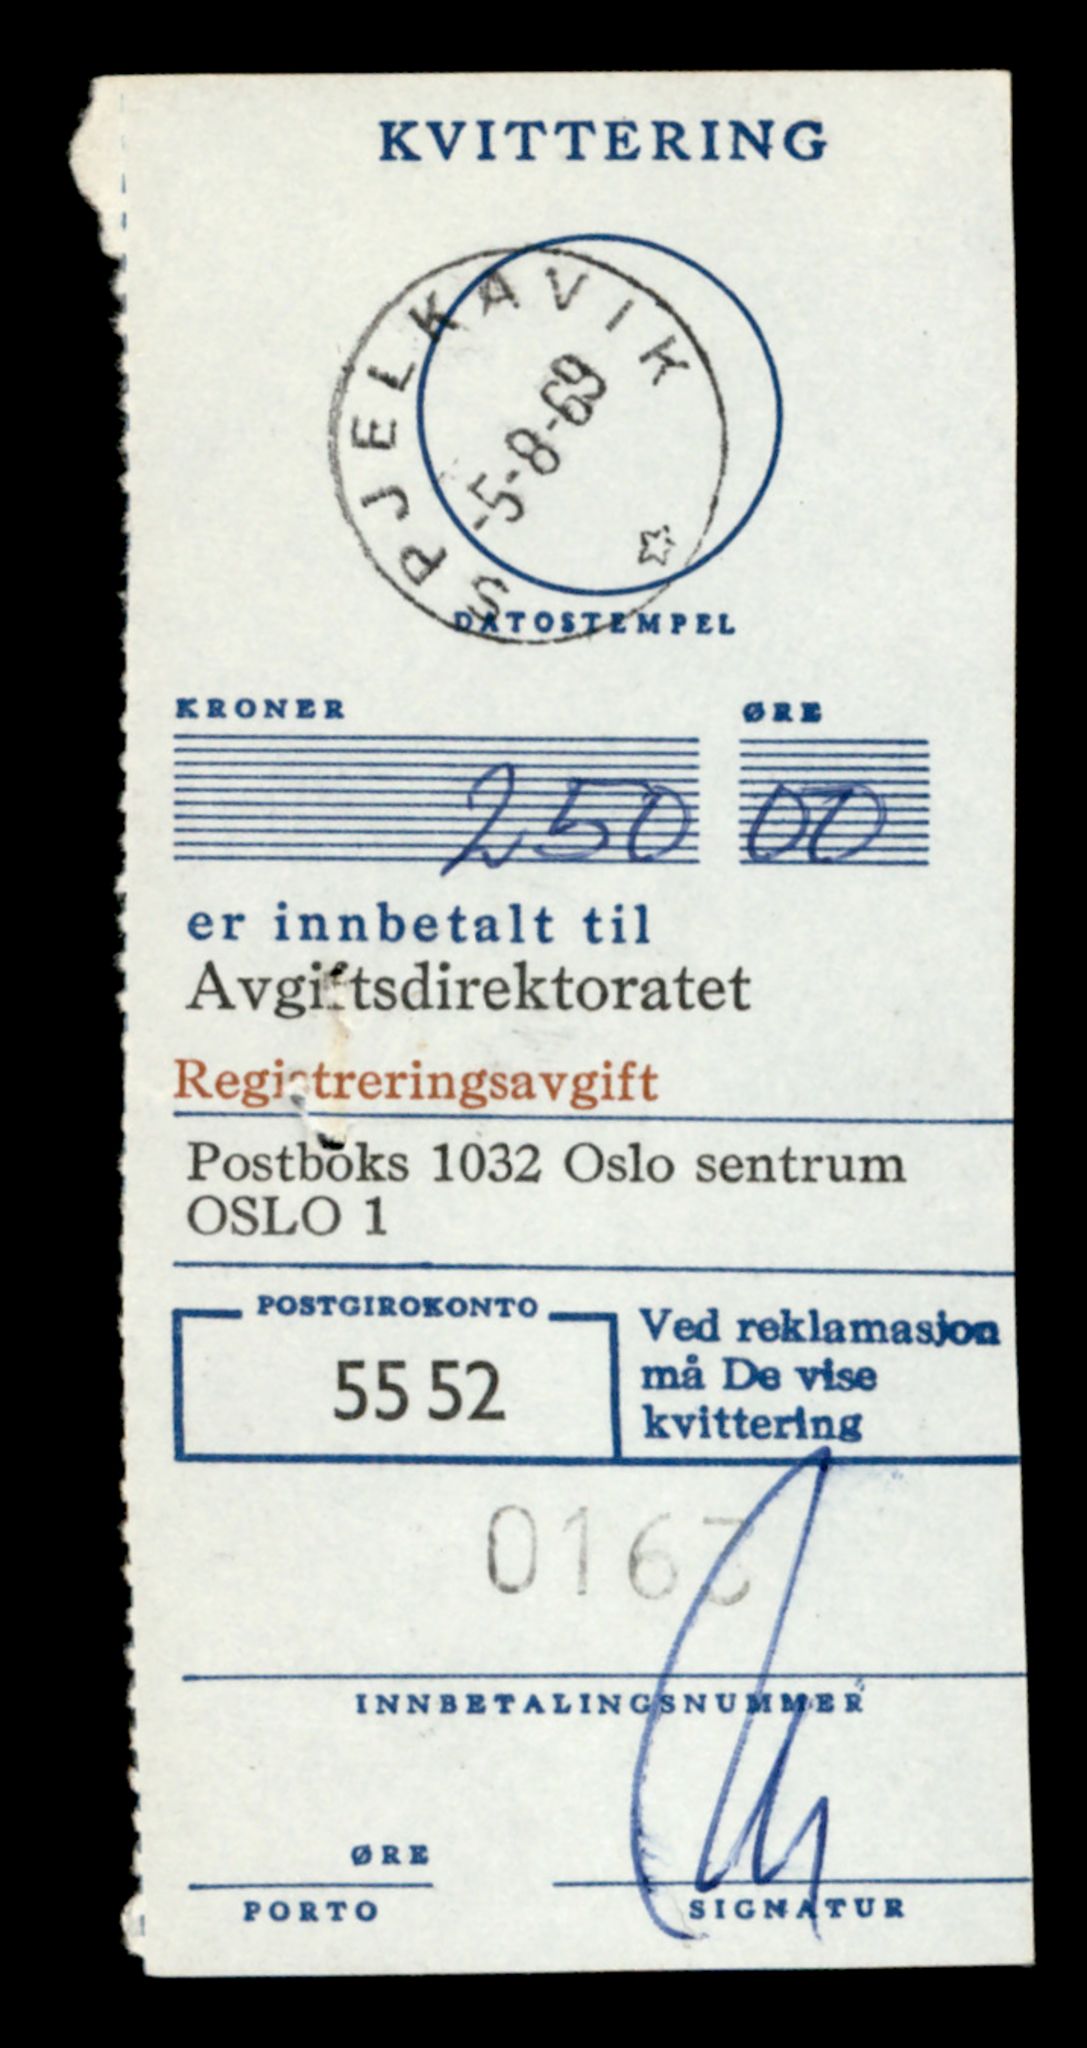 KVITTERING
SPJELKAVIK
-5-8-69
DATOSTEMPEL
KRONER ØRE
250 00
er innbetalt til
Avgiftsdirektoratet
Registreringsavgift
Postboks 1032 Oslo sentrum
OSLO 1
POSTGIROKONTO
55 52
Ved reklamasjon
må De vise
kvittering
INNBETALINGSNUMMER
ØRE
PORTO
SIGNATUR